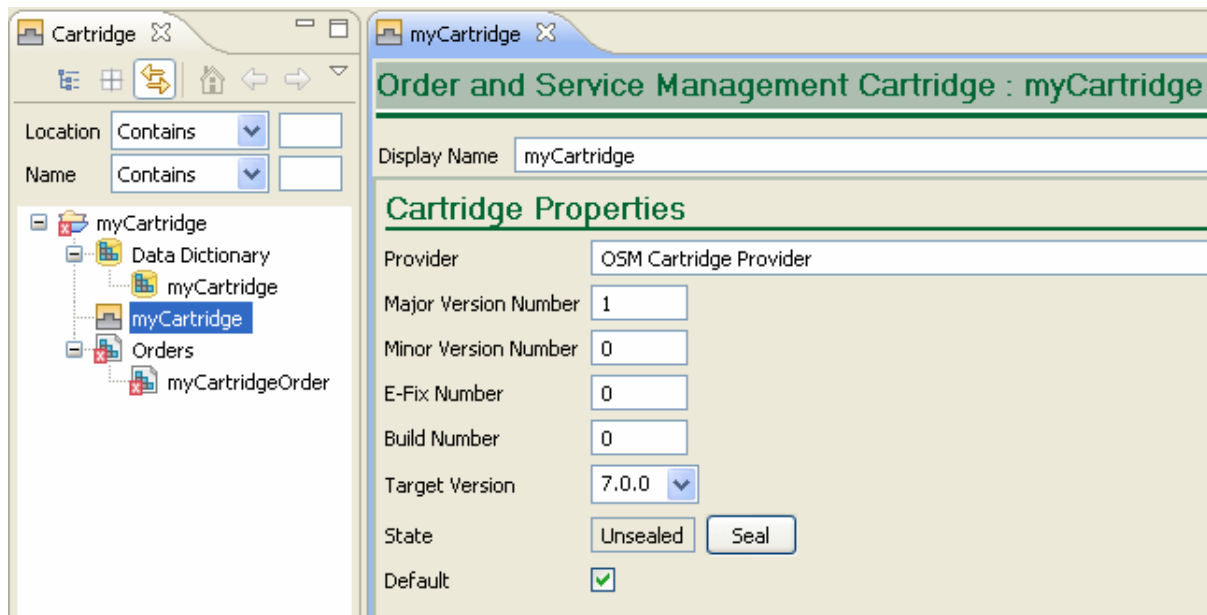 Cartridge
Location Contains
Name Contains
myCartridge
Data Dictionary
myCartridge
myCartridge
Orders
myCartridgeOrder
myCartridge
Order and Service Management Cartridge : myCartridge
Display Name myCartridge
Cartridge Properties
Provider OSM Cartridge Provider
Major Version Number 1
Minor Version Number 0
E-Fix Number 0
Build Number 0
Target Version 7.0.0
State Unsealed Seal
Default